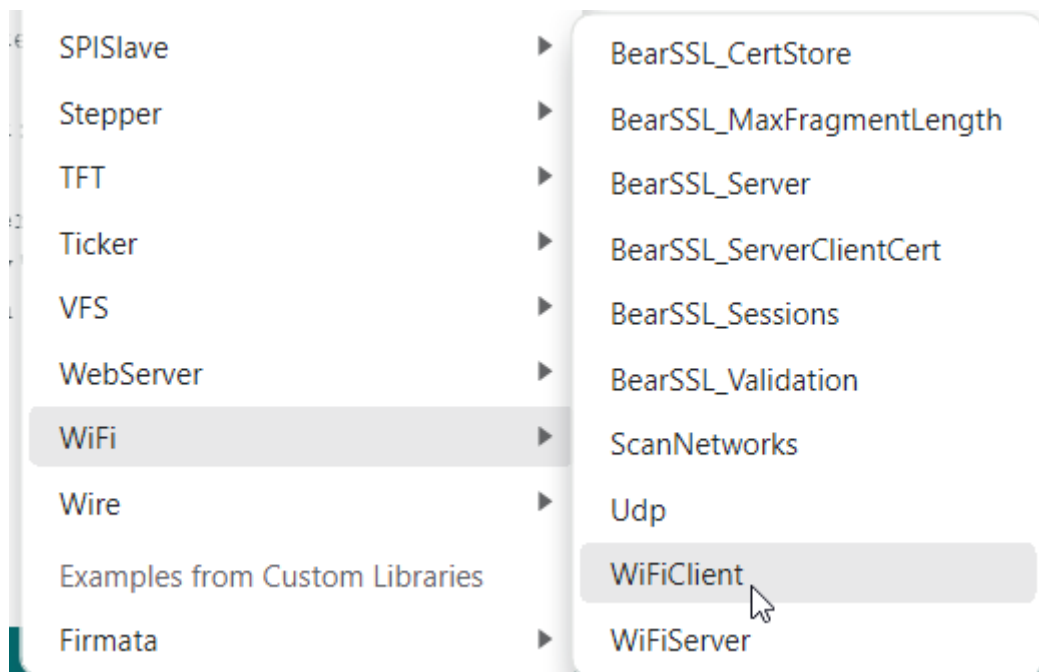 SPISlave
Stepper
TFT
Ticker
VFS
WebServer
WiFi
Wire
Examples from Custom Libraries
Firmata
BearSSL_CertStore
BearSSL_MaxFragmentLength
BearSSL_Server
BearSSL_ServerClientCert
BearSSL_Sessions
BearSSL_Validation
ScanNetworks
Udp
WiFiClient
WiFiServer